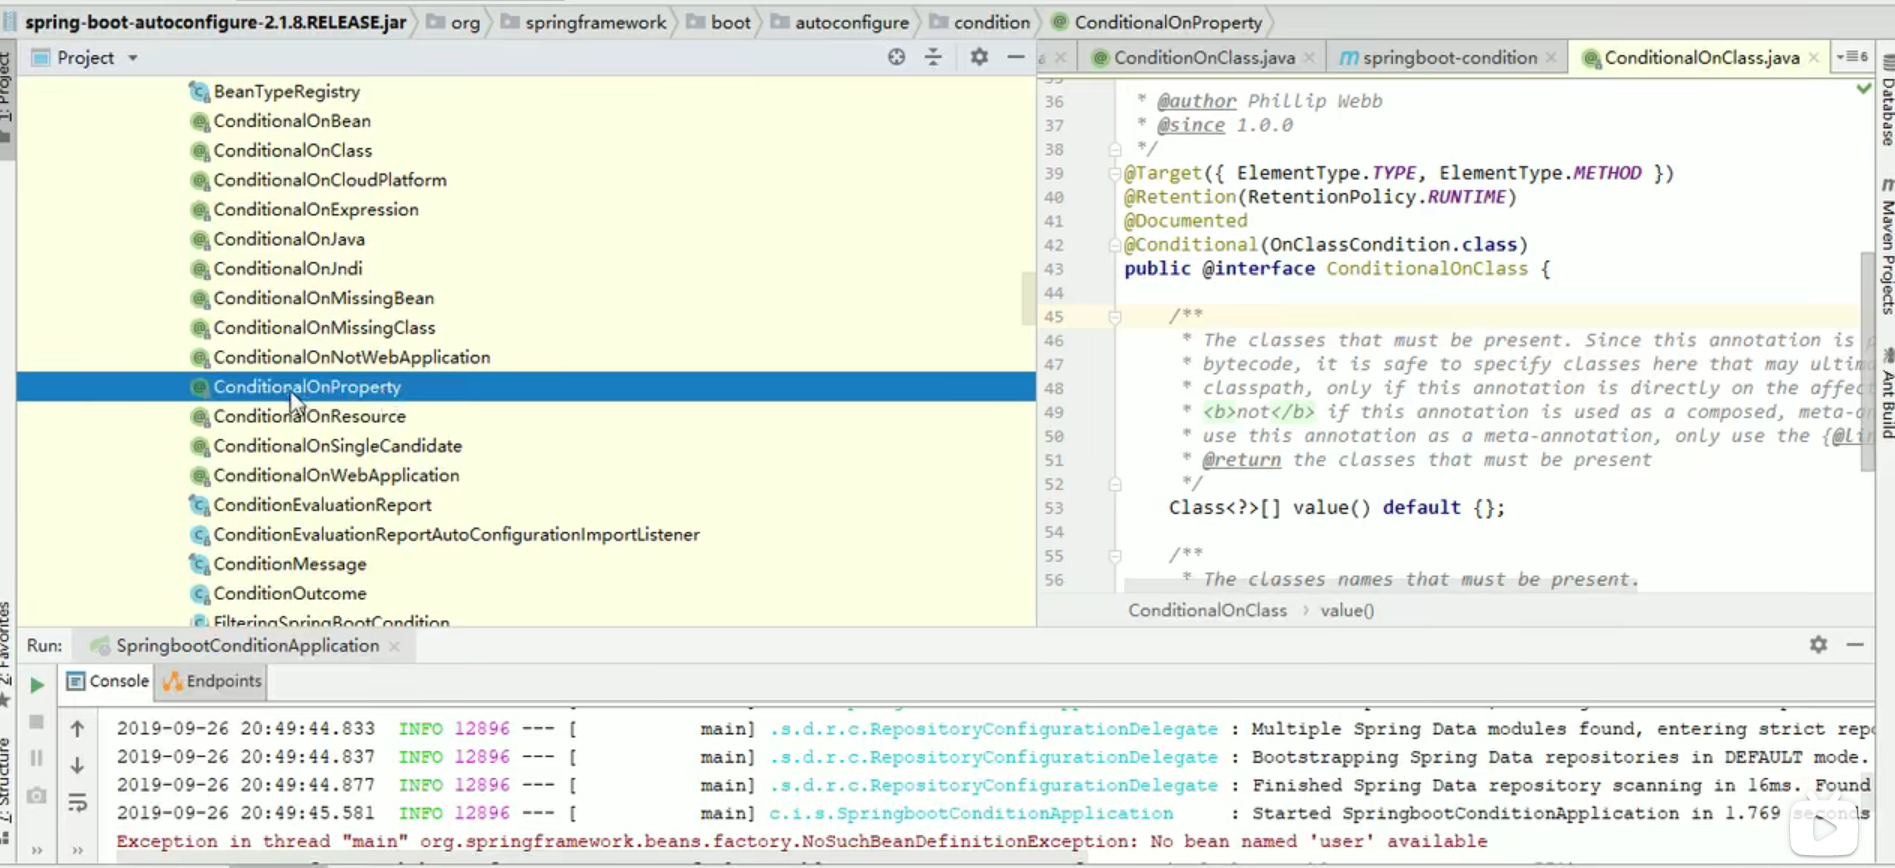 spring-boot-autoconfigure-2.1.8.RELEASE.jar org springframework boot autoconfigure condition ConditionalOnProperty
1: Project
Project
BeanTypeRegistry
ConditionalOnBean
ConditionalOnClass
ConditionalOnCloudPlatform
ConditionalOnExpression
ConditionalOnJava
ConditionalOnJndi
ConditionalOnMissingBean
ConditionalOnMissingClass
ConditionalOnNotWebApplication
ConditionalOnProperty
ConditionalOnResource
ConditionalOnSingleCandidate
ConditionalOnWebApplication
ConditionEvaluationReport
ConditionEvaluationReportAutoConfigurationImportListener
ConditionMessage
ConditionOutcome
FilteringSpringBootCondition
ConditionOnClass.java springboot-condition ConditionalOnClass.java 6
36 * @author Phillip Webb
37 * @since 1.0.0
38 */
39 @Target({ ElementType.TYPE, ElementType.METHOD })
40 @Retention(RetentionPolicy.RUNTIME)
41 @Documented
42 @Conditional(OnClassCondition.class)
43 public @interface ConditionalOnClass {
44
45 /**
46 * The classes that must be present. Since this annotation is
47 * bytecode, it is safe to specify classes here that may ultim
48 * classpath, only if this annotation is directly on the affec
49 * <b>not</b> if this annotation is used as a composed, meta-a
50 * use this annotation as a meta-annotation, only use the {@lin
51 * @return the classes that must be present
52 */
53 Class<?>[] value() default {};
54
55 /**
56 * The classes names that must be present.
ConditionalOnClass › value()
Database
Maven Projects
Ant Build
2: Favorites
7: Structure
Run: SpringbootConditionApplication
Console Endpoints
2019-09-26 20:49:44.833 INFO 12896 --- [ main] .s.d.r.c.RepositoryConfigurationDelegate : Multiple Spring Data modules found, entering strict repo
2019-09-26 20:49:44.837 INFO 12896 --- [ main] .s.d.r.c.RepositoryConfigurationDelegate : Bootstrapping Spring Data repositories in DEFAULT mode.
2019-09-26 20:49:44.877 INFO 12896 --- [ main] .s.d.r.c.RepositoryConfigurationDelegate : Finished Spring Data repository scanning in 16ms. Found
2019-09-26 20:49:45.581 INFO 12896 --- [ main] c.i.s.SpringbootConditionApplication : Started SpringbootConditionApplication in 1.769 seconds
Exception in thread "main" org.springframework.beans.factory.NoSuchBeanDefinitionException: No bean named 'user' available